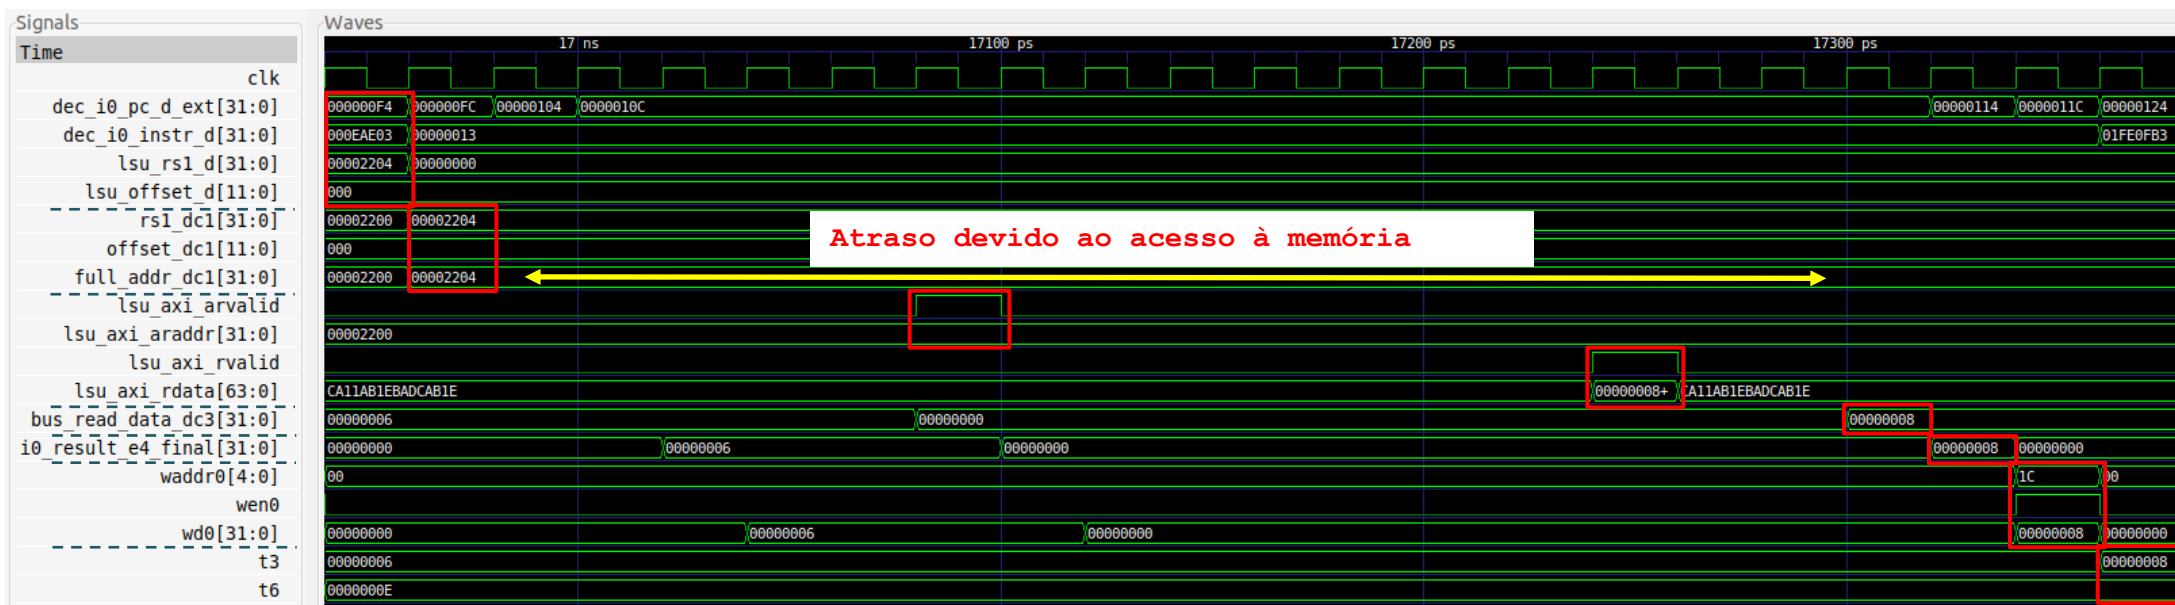 Signals Waves
Time 17 ns 17100 ps 17200 ps 17300 ps
clk
dec_i0_pc_d_ext[31:0] 000000F4 000000FC 00000104 0000010C 00000114 0000011C 00000124
dec_i0_instr_d[31:0] 000EAE03 00000013 01FE0FB3
lsu_rs1_d[31:0] 00002204 00000000
lsu_offset_d[11:0] 000
rs1_dc1[31:0] 00002200 00002204
Atraso devido ao acesso à memória
offset_dc1[11:0] 000
full_addr_dc1[31:0] 00002200 00002204
lsu_axi_arvalid
lsu_axi_araddr[31:0] 00002200
lsu_axi_rvalid
lsu_axi_rdata[63:0] CA11AB1EBADCAB1E 00000008+ CA11AB1EBADCAB1E
bus_read_data_dc3[31:0] 00000006 00000000 00000008
i0_result_e4_final[31:0] 00000000 00000006 00000000 00000008 00000000
waddr0[4:0] 00 1C 00
wen0
wd0[31:0] 00000000 00000006 00000000 00000008 00000000
t3 00000006 00000008
t6 0000000E